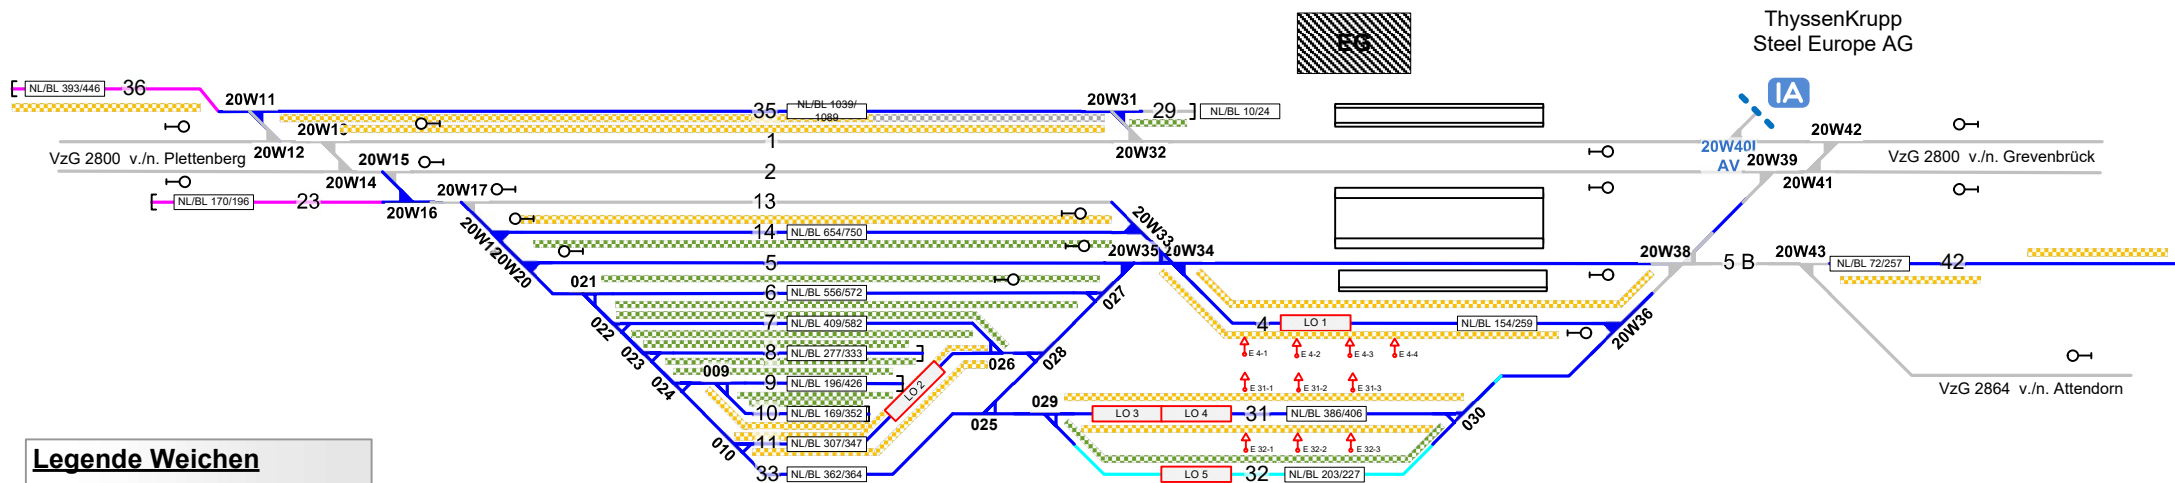 EG
ThyssenKrupp
Steel Europe AG
IA
NL/BL 393/446
36
20W11
35
NL/BL 1039/
1089
20W31
29
NL/BL 10/24
20W12
1
20W32
20W40
AV
20W42
VzG 2800 v./n. Plettenberg
20W15
20W14
2
20W39
VzG 2800 v./n. Grevenbrück
20W41
NL/BL 170/196
23
20W16
20W17
13
14
NL/BL 654/750
20W33
20W20
20W35
20W34
5
20W38
5 B
20W43
NL/BL 72/257
42
021
6
NL/BL 556/572
027
022
7
NL/BL 409/582
4
LO 1
NL/BL 154/259
20W36
023
8
NL/BL 277/333
026
028
E 4-1
E 4-2
E 4-3
E 4-4
024
009
9
NL/BL 196/426
LO 2
E 31-1
E 31-2
E 31-3
VzG 2864 v./n. Attendorn
10
NL/BL 169/352
025
029
LO 3
LO 4
31
NL/BL 386/406
030
010
11
NL/BL 307/347
E 32-1
E 32-2
E 32-3
33
NL/BL 362/364
LO 5
32
NL/BL 203/227
Legende Weichen